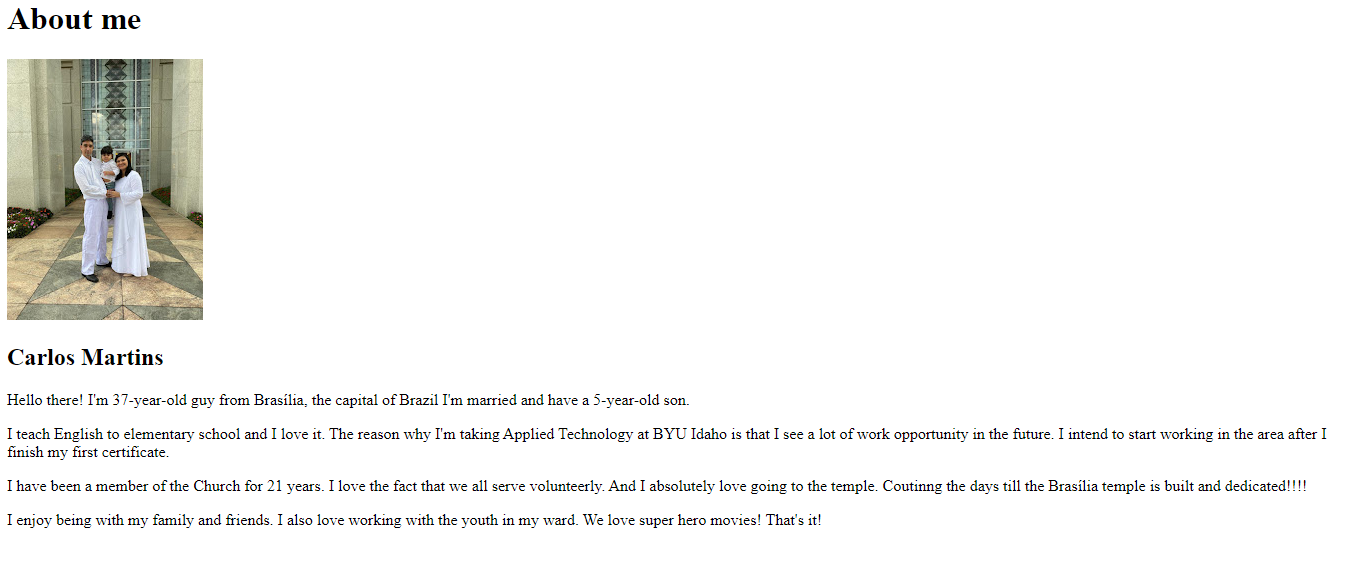 About me
Carlos Martins
Hello there! I'm 37-year-old guy from Brasília, the capital of Brazil I'm married and have a 5-year-old son.
I teach English to elementary school and I love it. The reason why I'm taking Applied Technology at BYU Idaho is that I see a lot of work opportunity in the future. I intend to start working in the area after I
finish my first certificate.
I have been a member of the Church for 21 years. I love the fact that we all serve volunteerly. And I absolutely love going to the temple. Coutinng the days till the Brasília temple is built and dedicated!!!!
I enjoy being with my family and friends. I also love working with the youth in my ward. We love super hero movies! That's it!